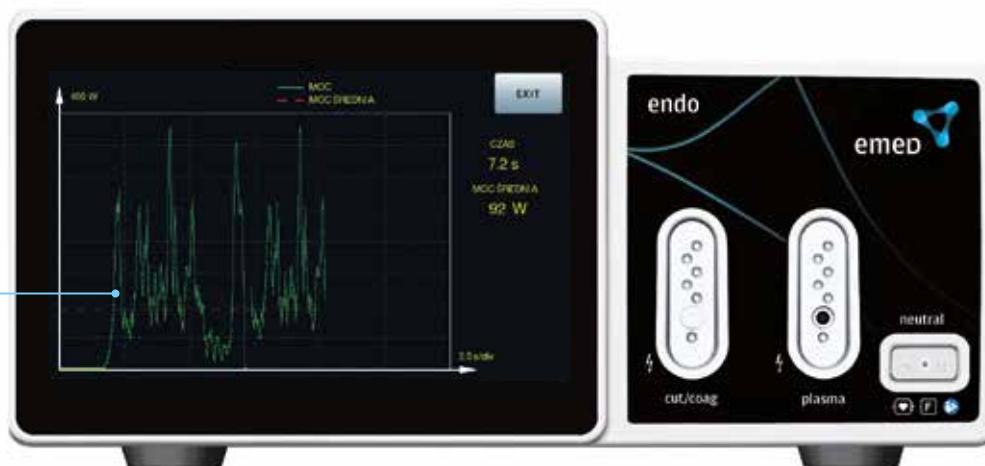 400 W
MOC
MOC ŚREDNIA
EXIT
CZAS
7.2 s
MOC ŚREDNIA
92 W
2.0 s/div
endo
emed
cut/coag
plasma
neutral
F